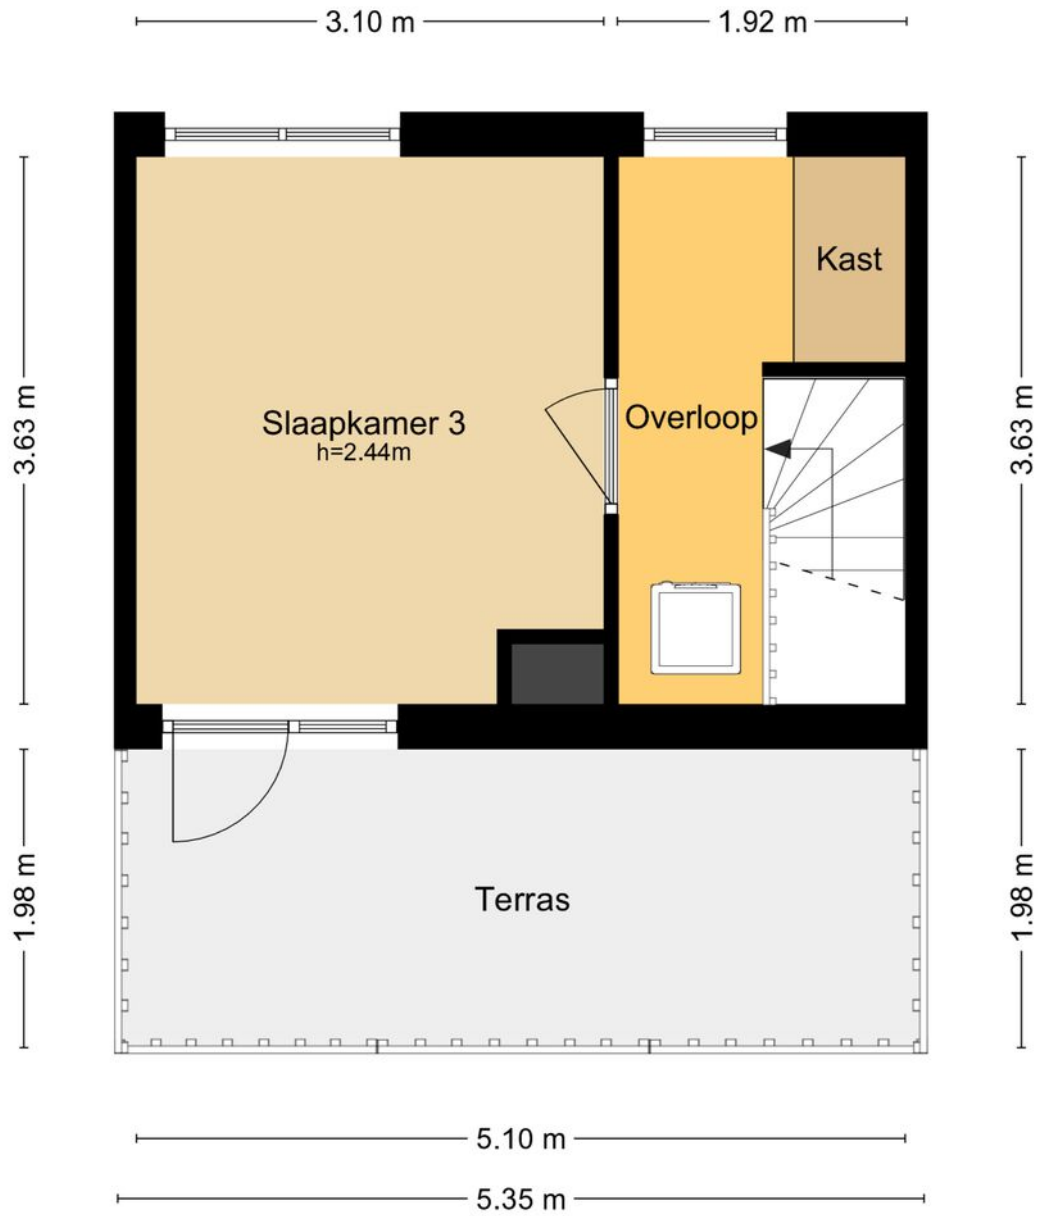 3.10 m
1.92 m
Kast
3.63 m
3.63 m
Slaapkamer 3
h=2.44m
Overloop
1.98 m
1.98 m
Terras
5.10 m
5.35 m